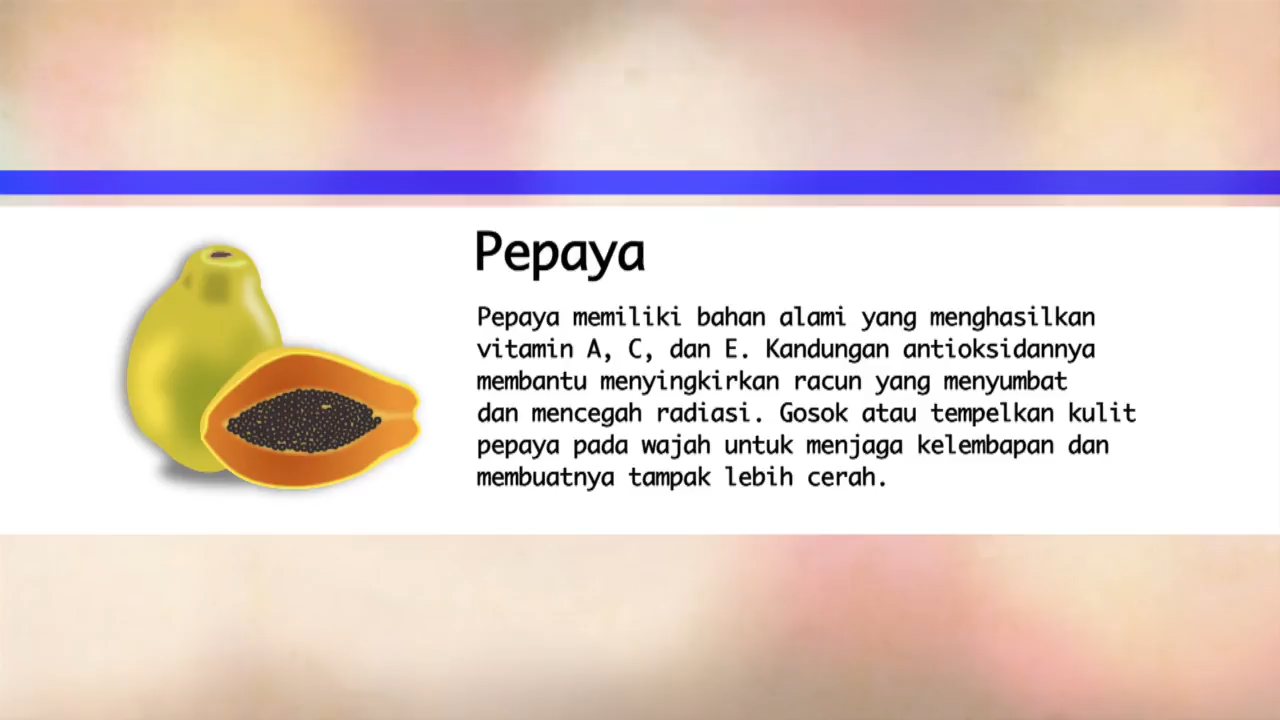 Pepaya
Pepaya memiliki bahan alami yang menghasilkan
vitamin A, C, dan E. Kandungan antioksidannya
membantu menyingkirkan racun yang menyumbat
dan mencegah radiasi. Gosok atau tempelkan kulit
pepaya pada wajah untuk menjaga kelembapan dan
membuatnya tampak lebih cerah.